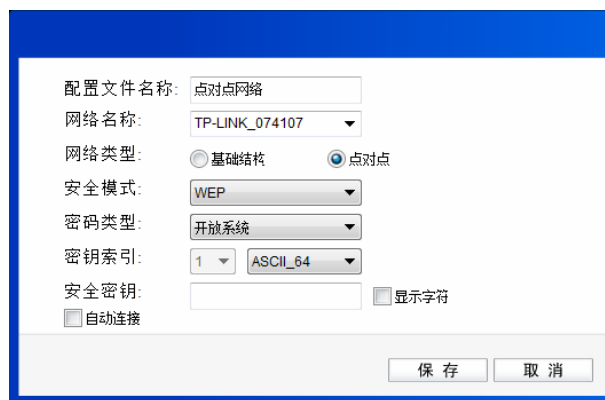 配置文件名称: 点对点网络
网络名称: TP-LINK_074107
网络类型: 基础结构 点对点
安全模式: WEP
密码类型: 开放系统
密钥索引: 1 ASCII_64
安全密钥: 显示字符
自动连接
保存 取消